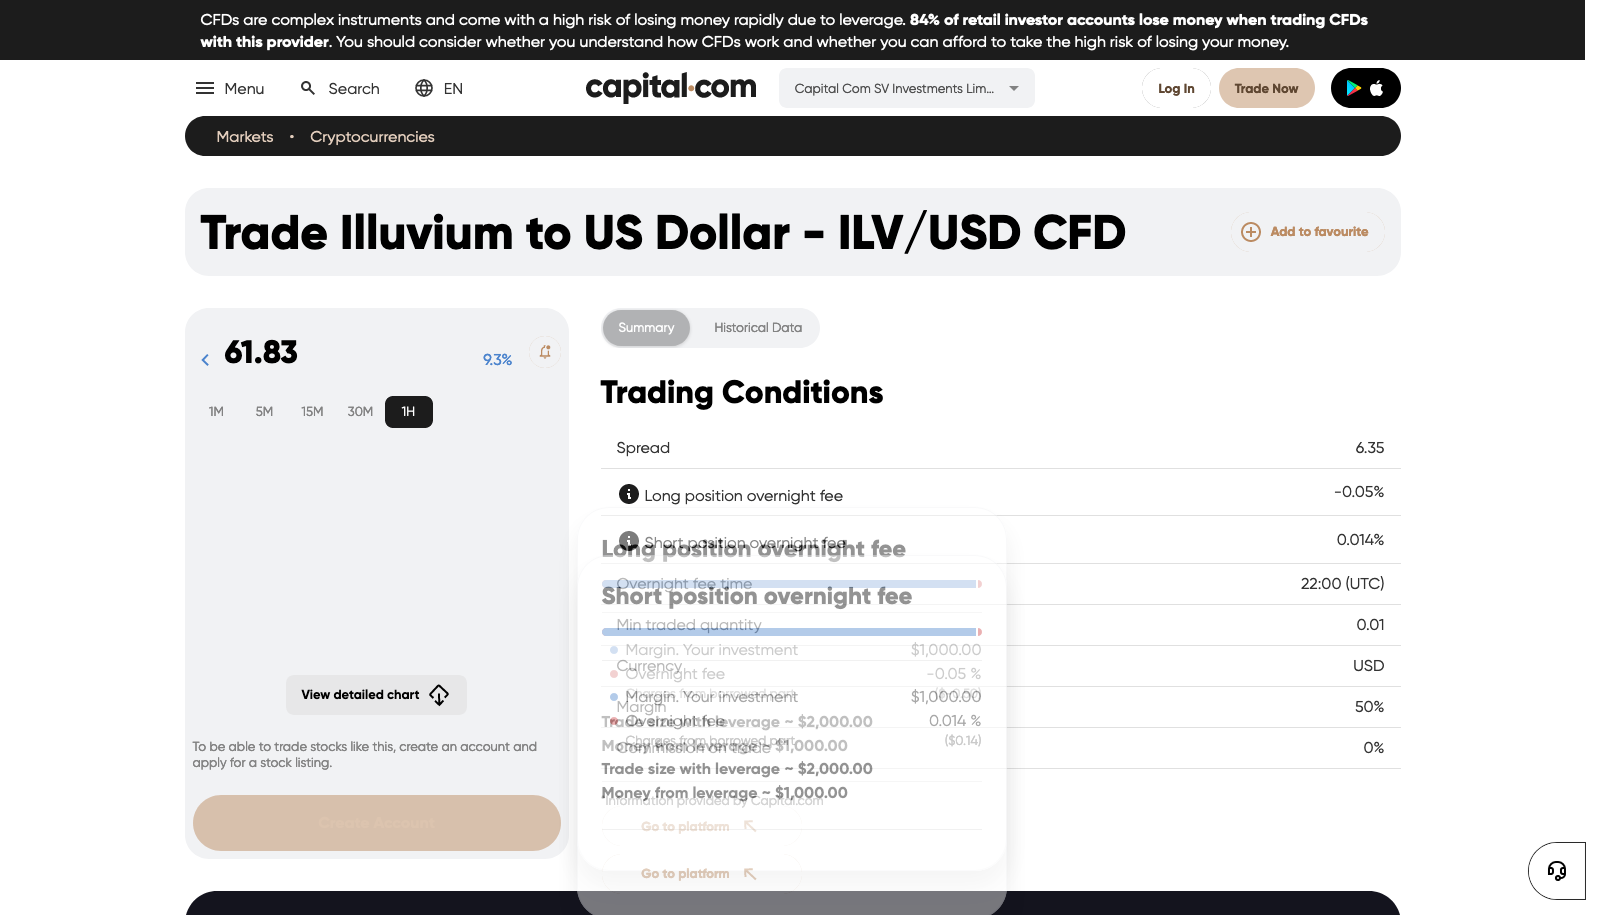 CFDs are complex instruments and come with a high risk of losing money rapidly due to leverage. 84% of retail investor accounts lose money when trading CFDs
with this provider. You should consider whether you understand how CFDs work and whether you can afford to take the high risk of losing your money.
Menu
Search
EN
capital.com
Capital Com SV Investments Lim...
Log In
Trade Now
Markets
Cryptocurrencies
Trade Illuvium to US Dollar - ILV/USD CFD
Add to favourite
61.83
9.3%
1M 5M 15M 30M 1H
View detailed chart
To be able to trade stocks like this, create an account and
apply for a stock listing.
Create Account
Summary
Historical Data
Trading Conditions
Spread 6.35
Long position overnight fee -0.05%
Short position overnight fee 0.014%
Overnight fee time 22:00 (UTC)
Min traded quantity 0.01
Currency USD
Margin 50%
Commission on trade 0%
*Information provided by Capital.com
Long position overnight fee
Margin. Your investment $1,000.00
Overnight fee -0.05 %
Charges from borrowed part
Trade size with leverage ~ $2,000.00
Money from leverage ~ $1,000.00
Go to platform
Short position overnight fee
Margin. Your investment $1,000.00
Overnight fee 0.014 %
Charges from borrowed part ($0.14)
Trade size with leverage ~ $2,000.00
Money from leverage ~ $1,000.00
Go to platform